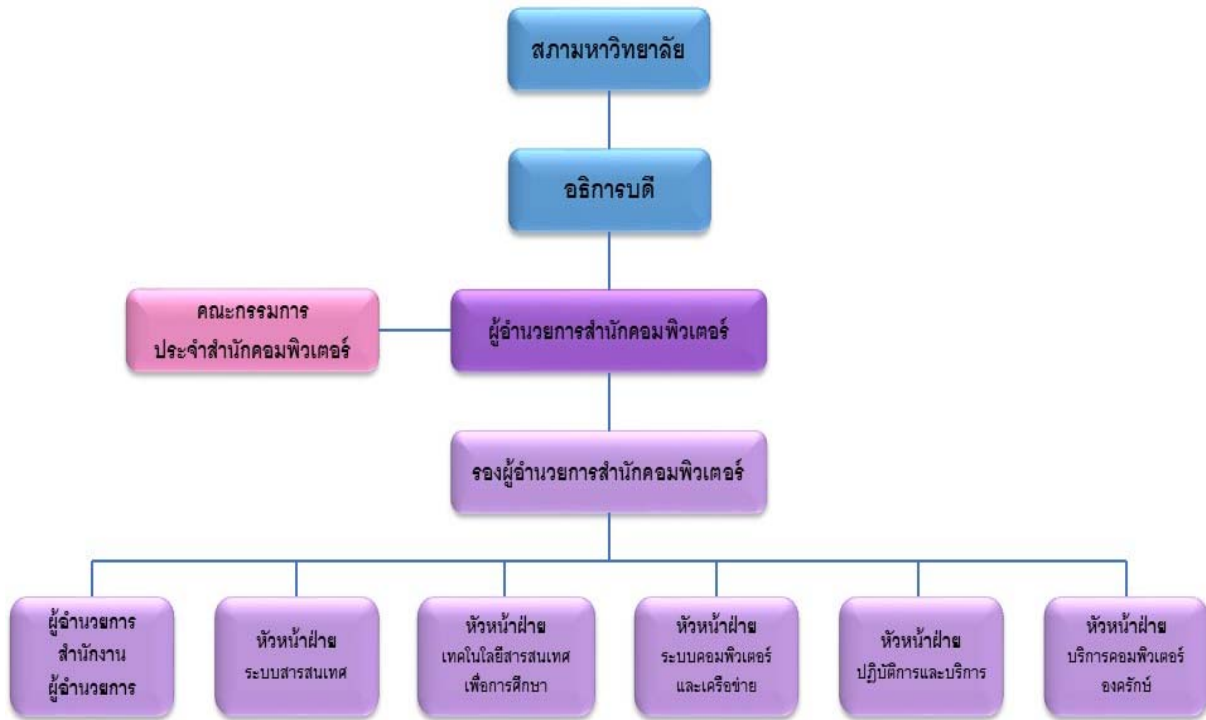 สภามหาวิทยาลัย
อธิการบดี
คณะกรรมการ
ประจำสำนักคอมพิวเตอร์
ผู้อำนวยการสำนักคอมพิวเตอร์
รองผู้อำนวยการสำนักคอมพิวเตอร์
ผู้อำนวยการ
สำนักงาน
ผู้อำนวยการ
หัวหน้าฝ่าย
ระบบสารสนเทศ
หัวหน้าฝ่าย
เทคโนโลยีสารสนเทศ
เพื่อการศึกษา
หัวหน้าฝ่าย
ระบบคอมพิวเตอร์
และเครือข่าย
หัวหน้าฝ่าย
ปฏิบัติการและบริการ
หัวหน้าฝ่าย
บริการคอมพิวเตอร์
องครักษ์